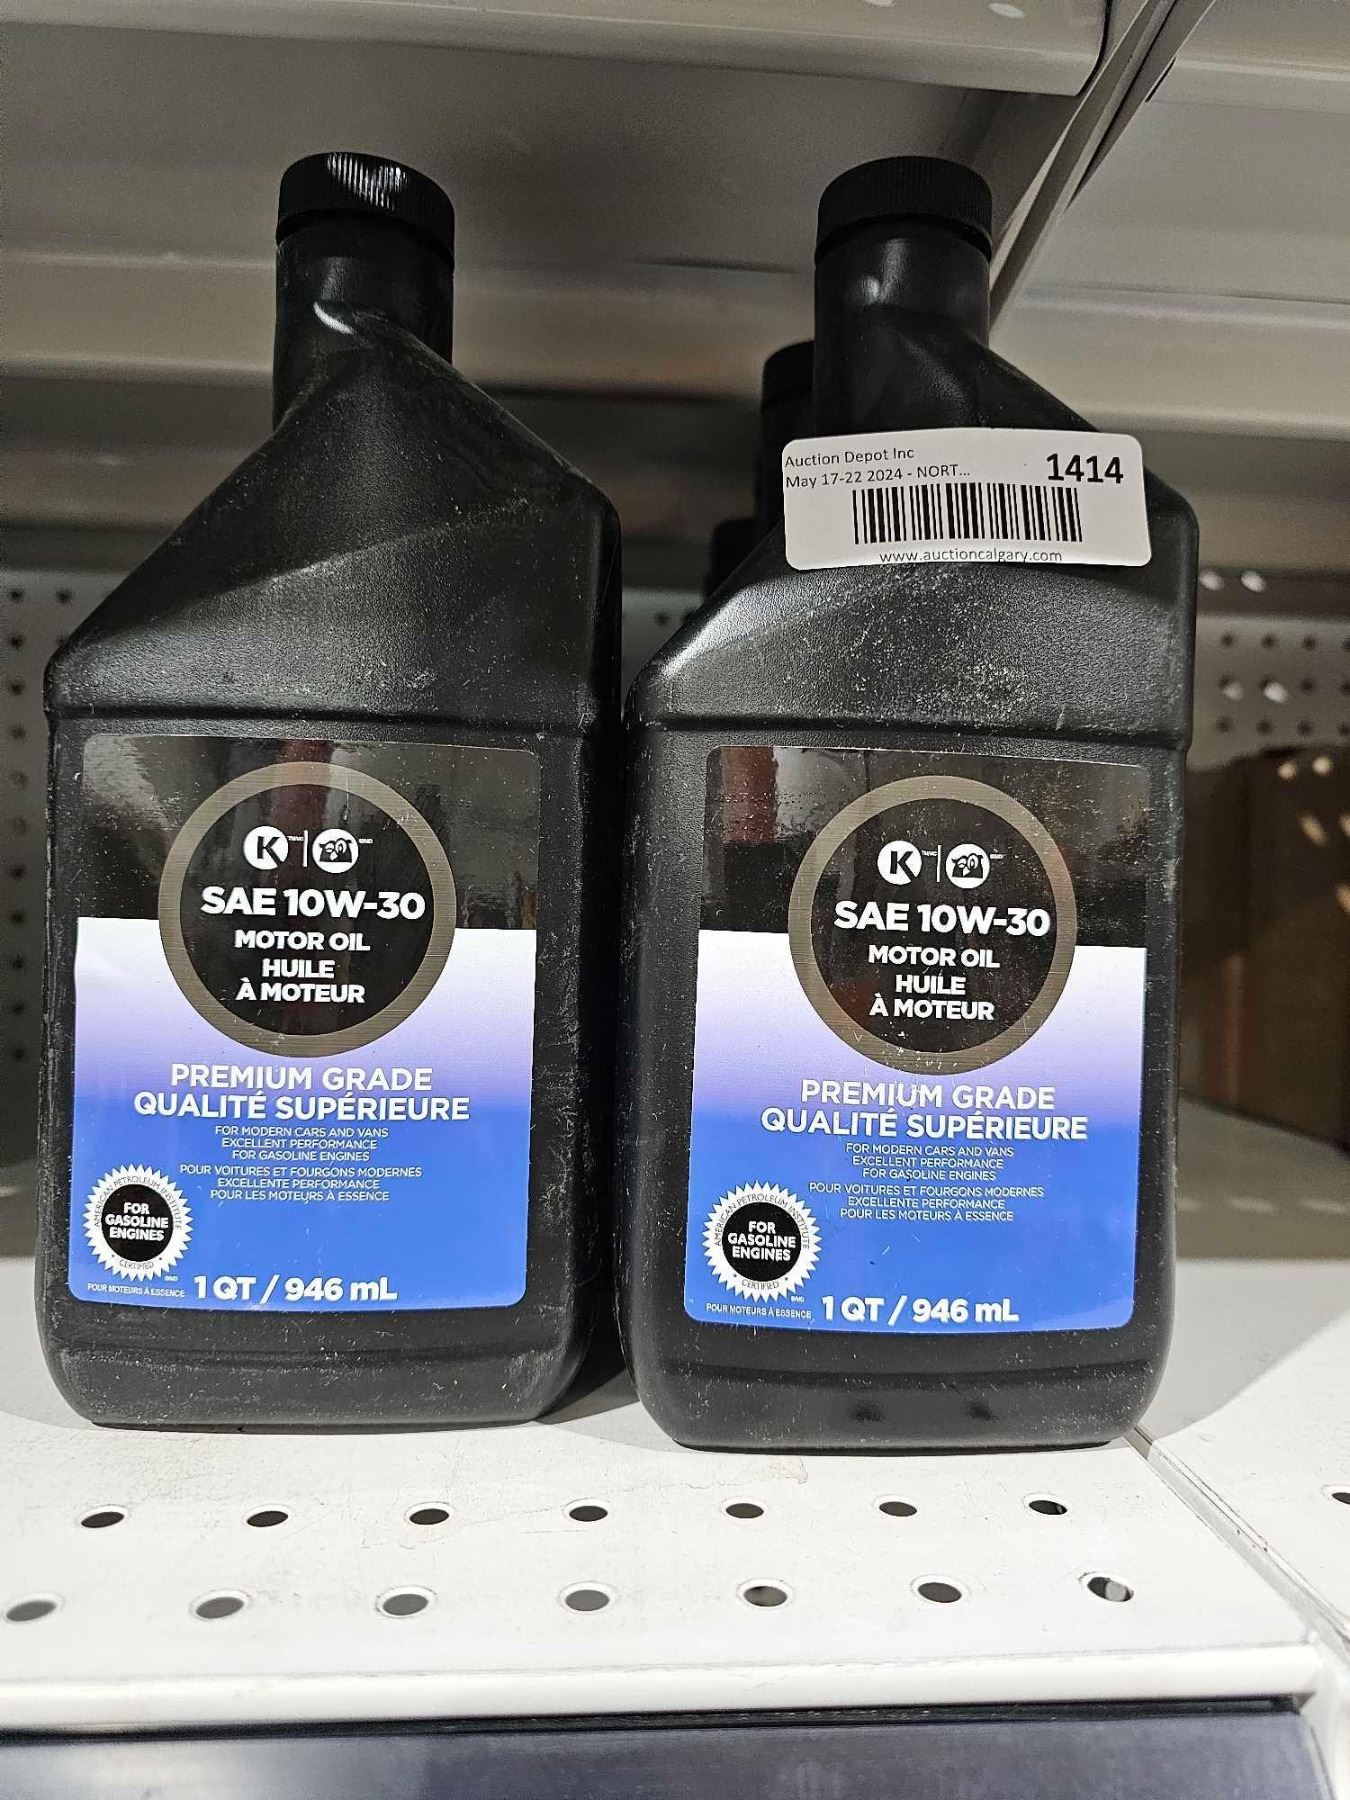 Auction Depot Inc
May 17-22 2024 - NORT...
1414
www.auctioncalgary.com
K
SAE 10W-30
MOTOR OIL
HUILE
À MOTEUR
PREMIUM GRADE
QUALITÉ SUPÉRIEURE
FOR MODERN CARS AND VANS
EXCELLENT PERFORMANCE
FOR GASOLINE ENGINES
POUR VOITURES ET FOURGONS MODERNES
EXCELLENTE PERFORMANCE
POUR LES MOTEURS À ESSENCE
AMERICAN PETROLEUM INSTITUTE
FOR
GASOLINE
ENGINES
CERTIFIED
POUR MOTEURS À ESSENCE
1 QT / 946 mL
K
SAE 10W-30
MOTOR OIL
HUILE
À MOTEUR
PREMIUM GRADE
QUALITÉ SUPÉRIEURE
FOR MODERN CARS AND VANS
EXCELLENT PERFORMANCE
FOR GASOLINE ENGINES
POUR VOITURES ET FOURGONS MODERNES
EXCELLENTE PERFORMANCE
POUR LES MOTEURS À ESSENCE
AMERICAN PETROLEUM INSTITUTE
FOR
GASOLINE
ENGINES
CERTIFIED
POUR MOTEURS À ESSENCE
1 QT / 946 mL